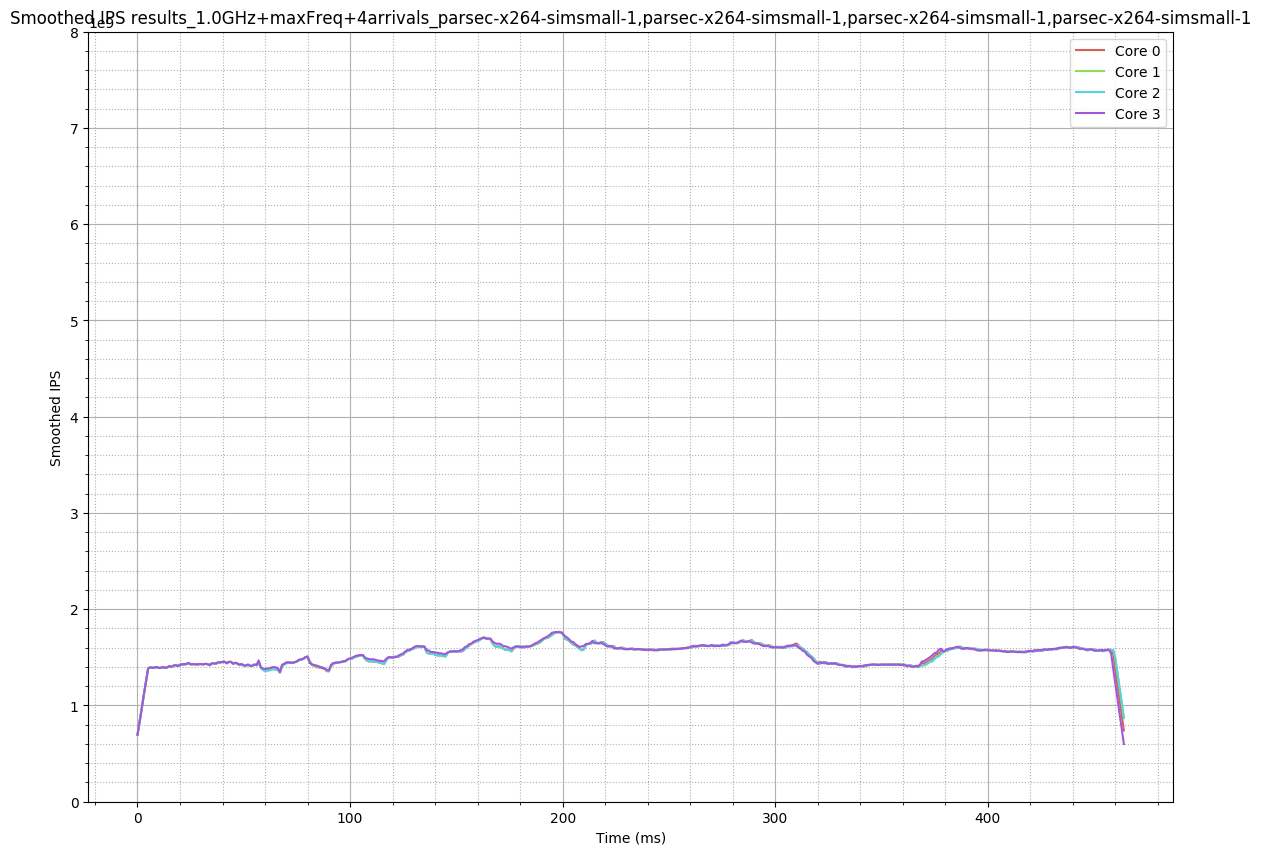 Smoothed IPS results_1.0GHz+maxFreq+4arrivals_parsec-x264-simsmall-1,parsec-x264-simsmall-1,parsec-x264-simsmall-1,parsec-x264-simsmall-1
1e9
8
7
6
5
4
3
2
1
0
Smoothed IPS
Core 0
Core 1
Core 2
Core 3
0 100 200 300 400
Time (ms)